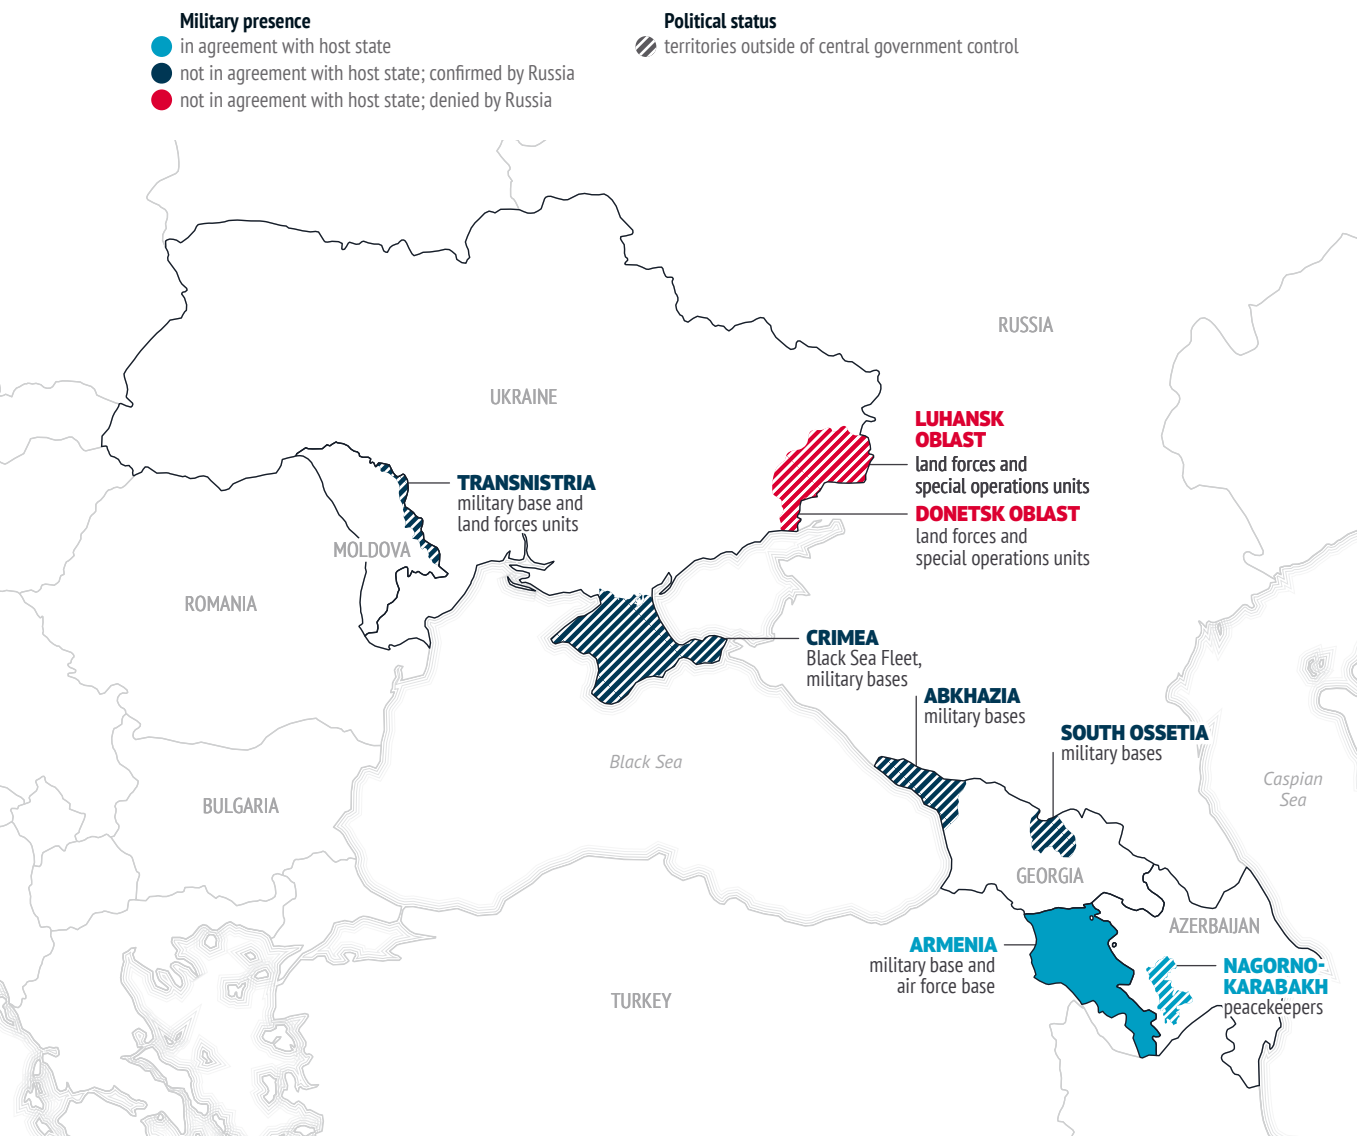 Military presence
in agreement with host state
not in agreement with host state; confirmed by Russia
not in agreement with host state; denied by Russia
Political status
territories outside of central government control
RUSSIA
UKRAINE
LUHANSK
OBLAST
land forces and
special operations units
DONETSK OBLAST
land forces and
special operations units
TRANSNISTRIA
military base and
land forces units
MOLDOVA
ROMANIA
CRIMEA
Black Sea Fleet,
military bases
ABKHAZIA
military bases
SOUTH OSSETIA
military bases
Black Sea
Caspian
Sea
BULGARIA
GEORGIA
AZERBAIJAN
ARMENIA
military base and
air force base
NAGORNO-
KARABAKH
peacekeepers
TURKEY